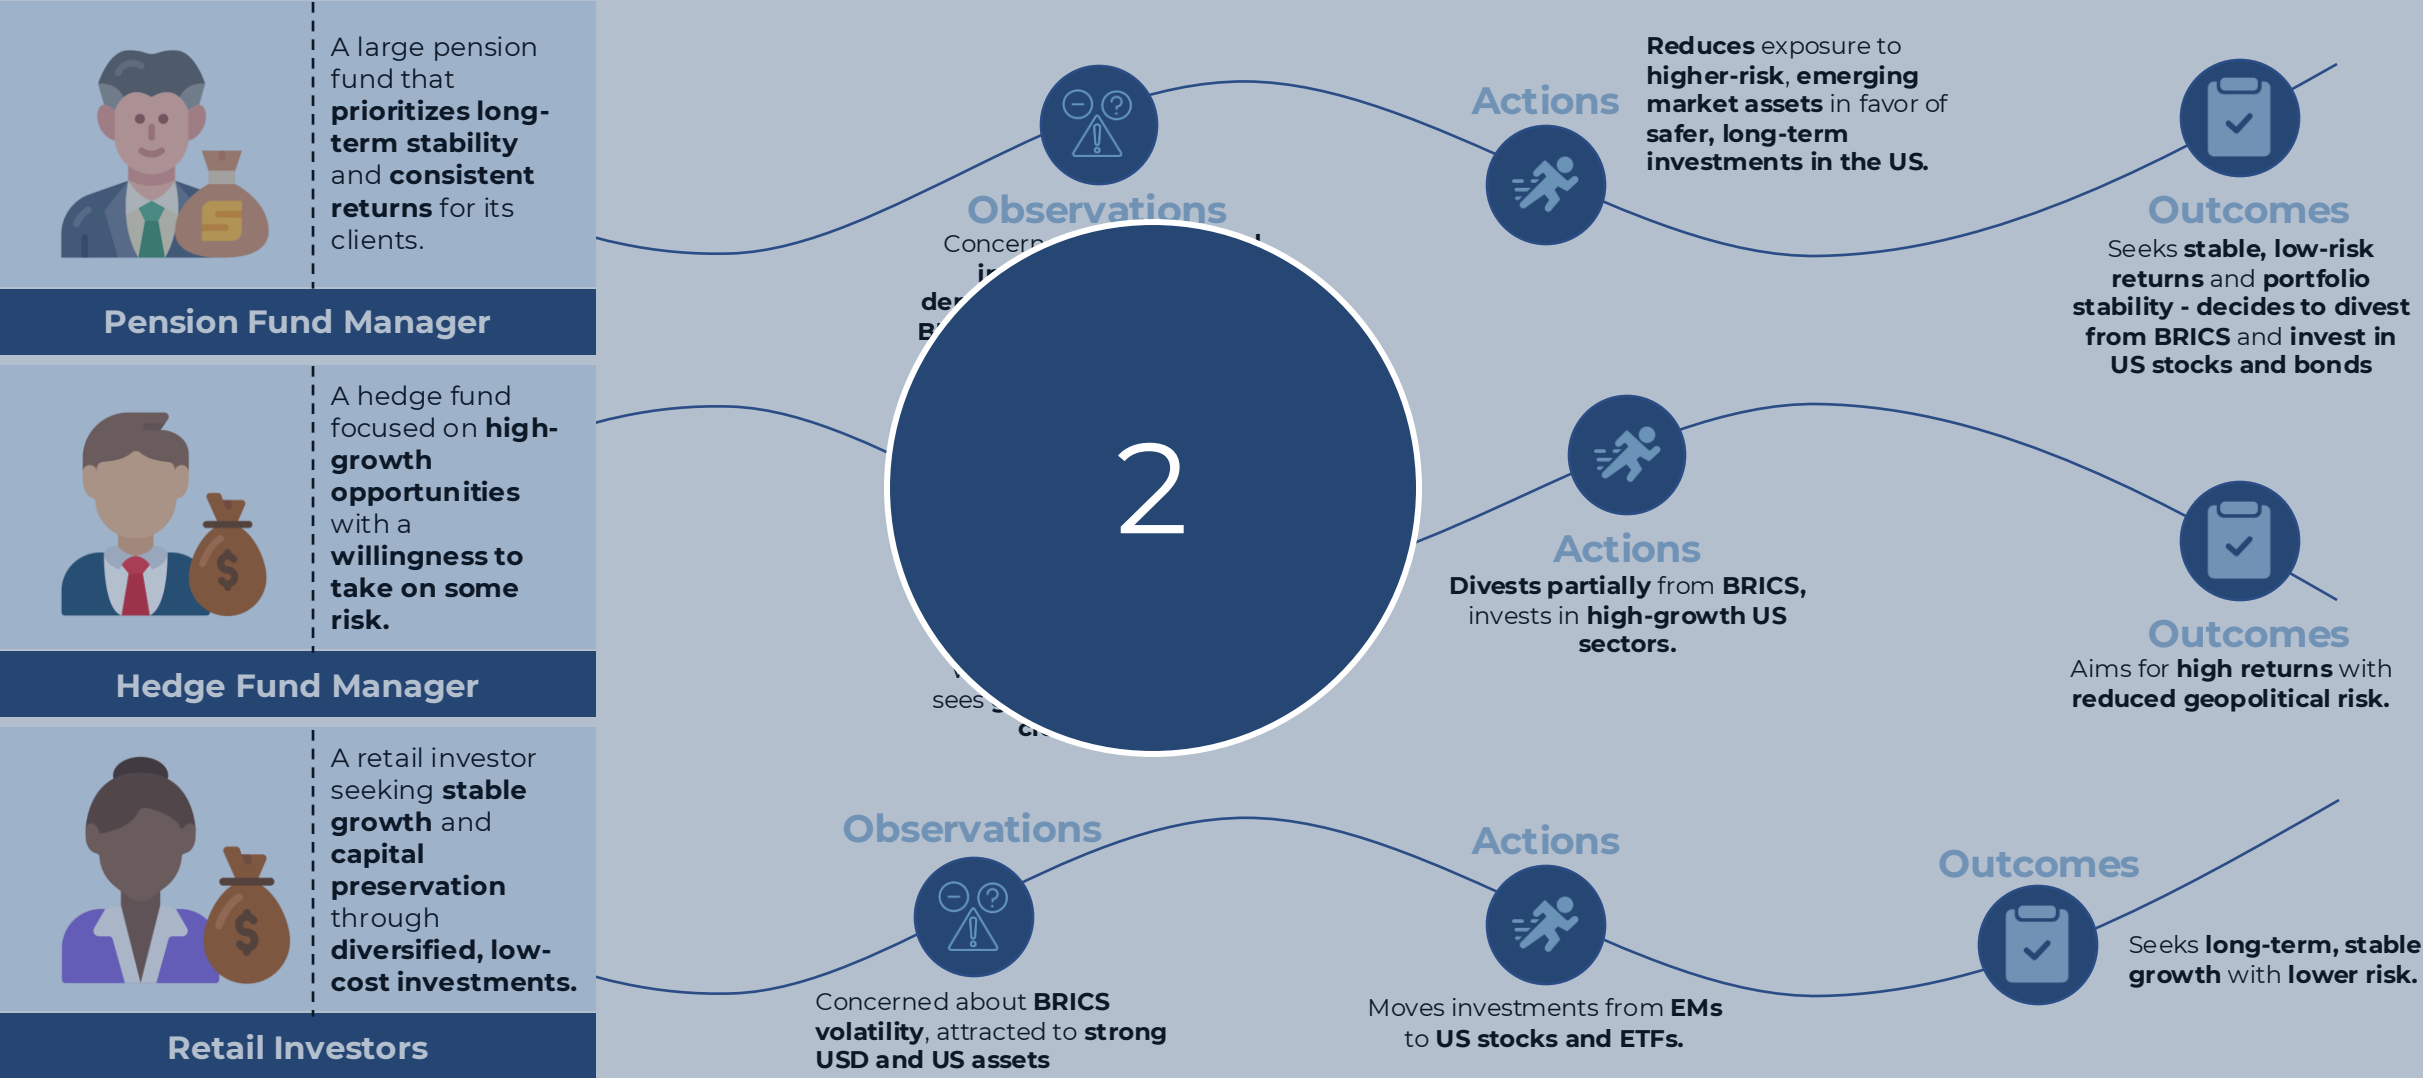 A large pension
fund that
prioritizes long-
term stability
and consistent
returns for its
clients.
Pension Fund Manager
Observations
Concern
Actions
Reduces exposure to
higher-risk, emerging
market assets in favor of
safer, long-term
investments in the US.
Outcomes
Seeks stable, low-risk
returns and portfolio
stability - decides to divest
from BRICS and invest in
US stocks and bonds
A hedge fund
focused on high-
growth
opportunities
with a
willingness to
take on some
risk.
Hedge Fund Manager
2
sees
Actions
Divests partially from BRICS,
invests in high-growth US
sectors.
Outcomes
Aims for high returns with
reduced geopolitical risk.
A retail investor
seeking stable
growth and
capital
preservation
through
diversified, low-
cost investments.
Retail Investors
Observations
Concerned about BRICS
volatility, attracted to strong
USD and US assets
Actions
Moves investments from EMs
to US stocks and ETFs.
Outcomes
Seeks long-term, stable
growth with lower risk.